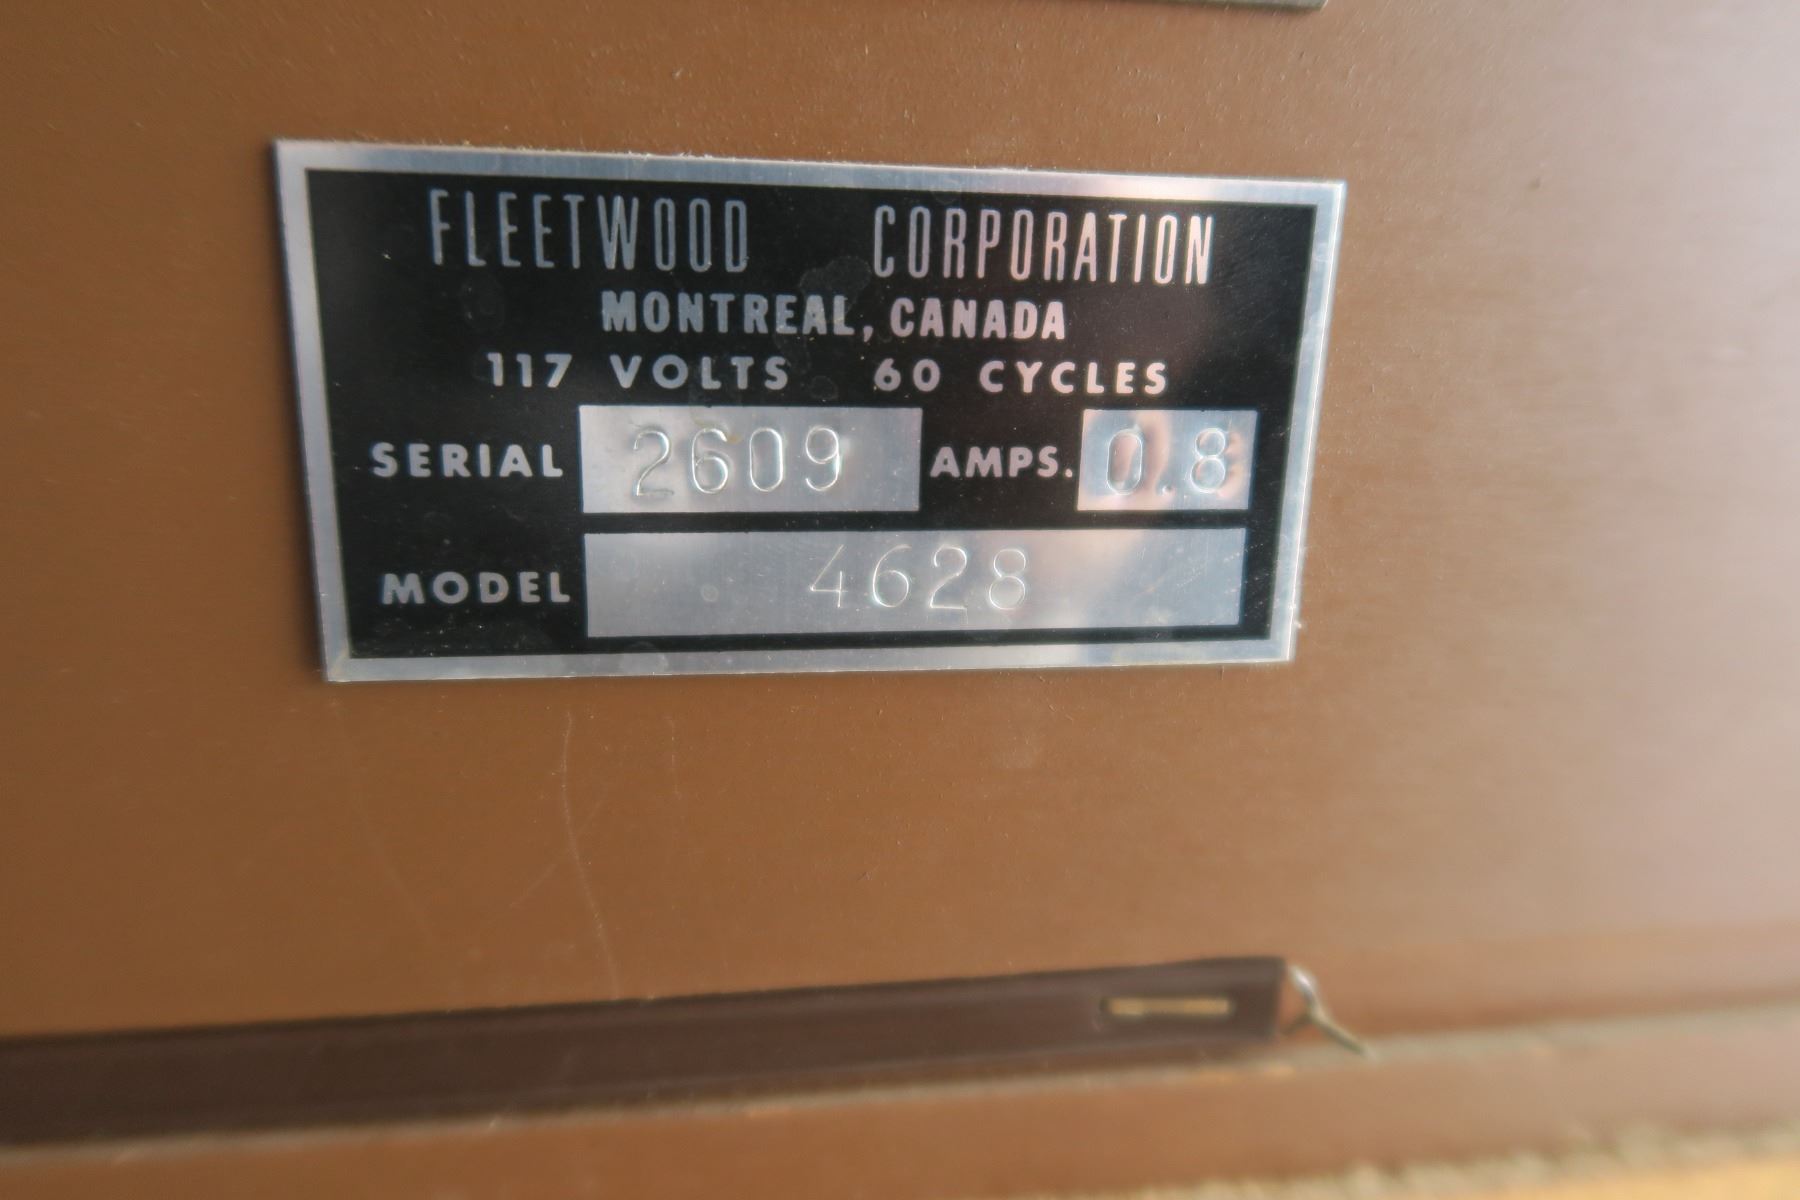 FLEETWOOD CORPORATION
MONTREAL, CANADA
117 VOLTS 60 CYCLES
SERIAL 2609 AMPS. 0.8
MODEL 4628